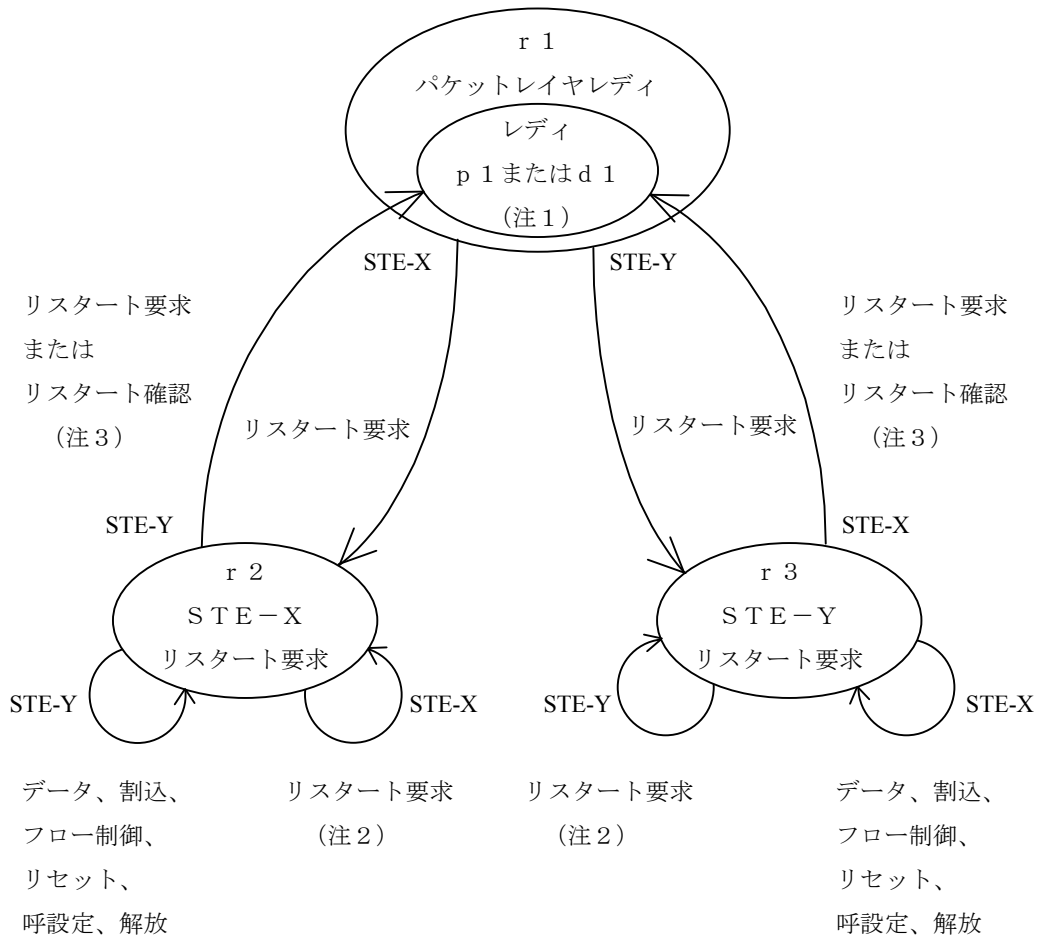 ｒ１
パケットレイヤレディ
レディ
ｐ１またはｄ１
（注１）
STE-X
STE-Y
リスタート要求
または
リスタート確認
（注３）
リスタート要求
リスタート要求
リスタート要求
または
リスタート確認
（注３）
STE-Y
STE-X
ｒ２
ＳＴＥ－Ｘ
リスタート要求
ｒ３
ＳＴＥ－Ｙ
リスタート要求
STE-Y
STE-X
STE-Y
STE-X
データ、割込、
フロー制御、
リセット、
呼設定、解放
リスタート要求
（注２）
リスタート要求
（注２）
データ、割込、
フロー制御、
リセット、
呼設定、解放